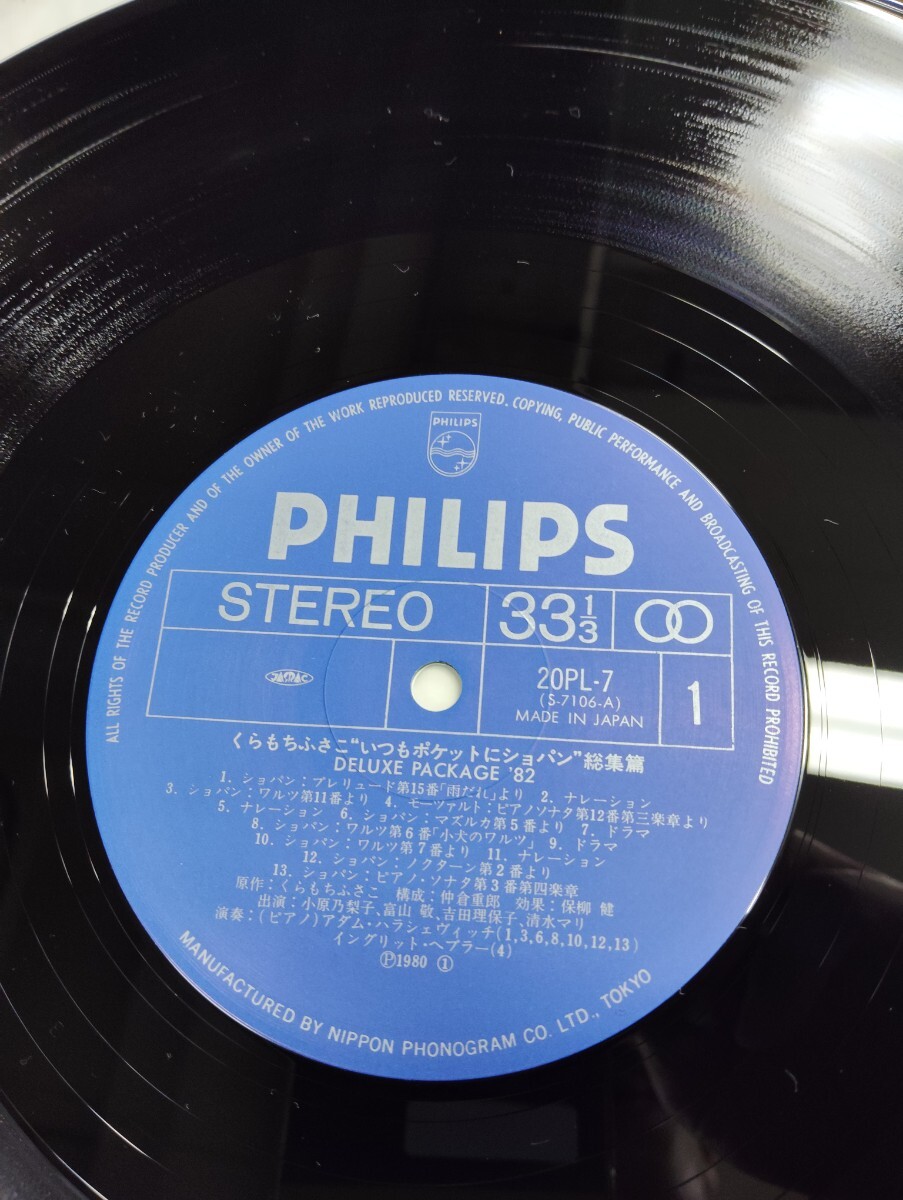 ALL RIGHTS OF THE RECORD PRODUCER AND OF THE OWNER OF THE WORK REPRODUCED RESERVED. COPYING, PUBLIC PERFORMANCE AND BROADCASTING OF THIS RECORD PROHIBITED
PHILIPS
PHILIPS
STEREO 33 1/3
JASRAC
20PL-7
(S-7106-A)
MADE IN JAPAN
1
くらもちふさこ“いつもポケットにショパン”総集篇
DELUXE PACKAGE '82
1. ショパン:プレリュード第15番「雨だれ」より 2. ナレーション
3. ショパン:ワルツ第11番より 4. モーツァルト:ピアノソナタ第12番第三楽章より
5. ナレーション 6. ショパン:マズルカ第5番より 7. ドラマ
8. ショパン:ワルツ第6番「小犬のワルツ」 9. ドラマ
10. ショパン:ワルツ第7番より 11. ナレーション
12. ショパン:ノクターン第2番より
13. ショパン:ピアノ・ソナタ第3番第四楽章
原作:くらもちふさこ 構成:仲倉重郎 効果:保柳 健
出演:小原乃梨子、富山 敬、吉田理保子、清水マリ
演奏:(ピアノ)アダム・ハラシェヴィッチ(1,3,6,8,10,12,13)
イングリット・ヘブラー(4)
Ⓟ1980 ①
MANUFACTURED BY NIPPON PHONOGRAM CO. LTD., TOKYO